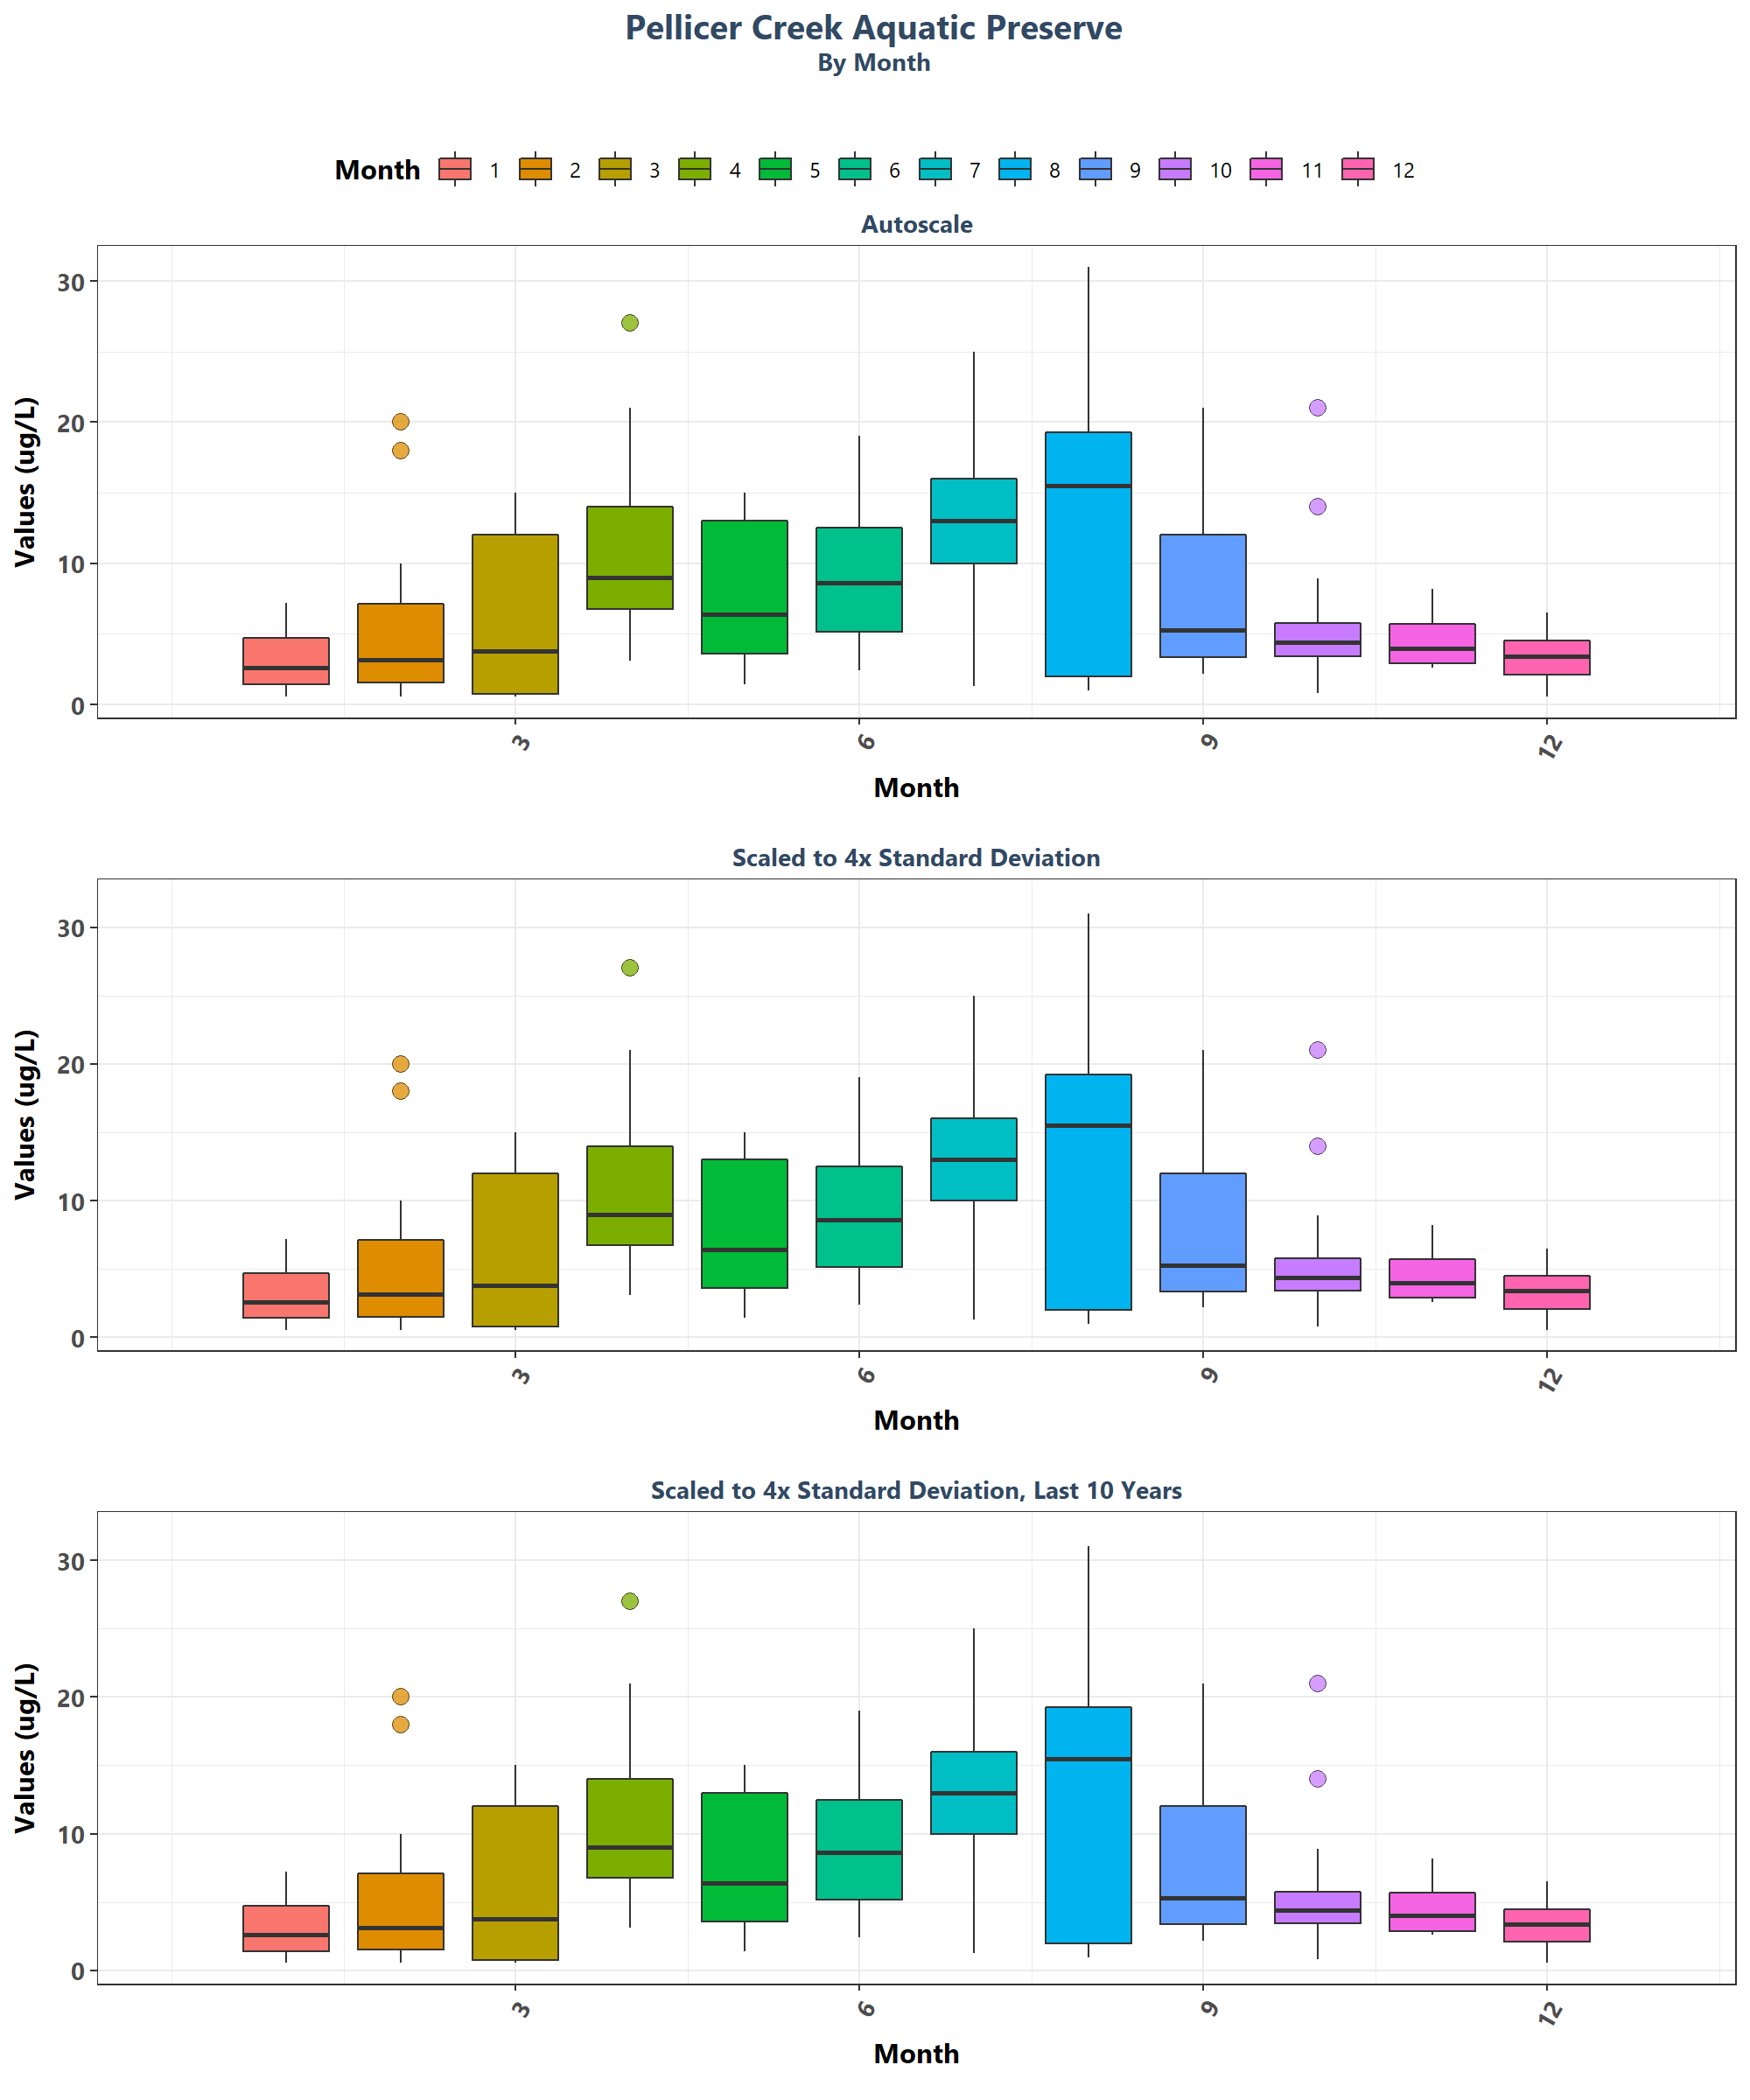 Pellicer Creek Aquatic Preserve
By Month
Month 1 2 3 4 5 6 7 8 9 10 11 12
Autoscale
Values (ug/L)
30
20
10
0
3 6 9 12
Month
Scaled to 4x Standard Deviation
Values (ug/L)
30
20
10
0
3 6 9 12
Month
Scaled to 4x Standard Deviation, Last 10 Years
Values (ug/L)
30
20
10
0
3 6 9 12
Month